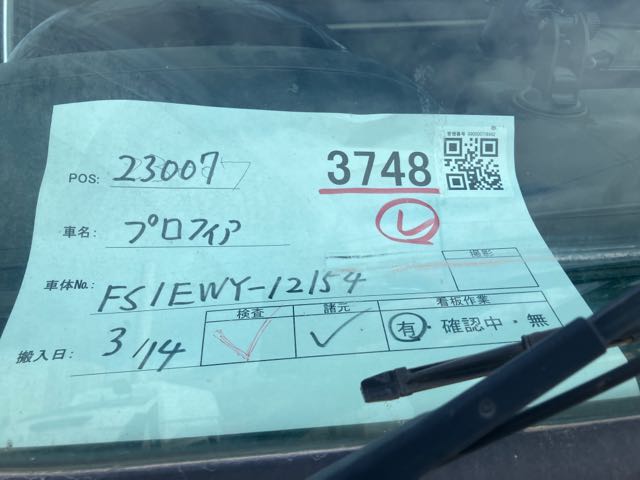 POS: 23007
3748
レ
車名: プロフィア
車体No. FS1EWY-12154
撮影
搬入日: 3/14
検査 諸元 看板作業
有・確認中・無